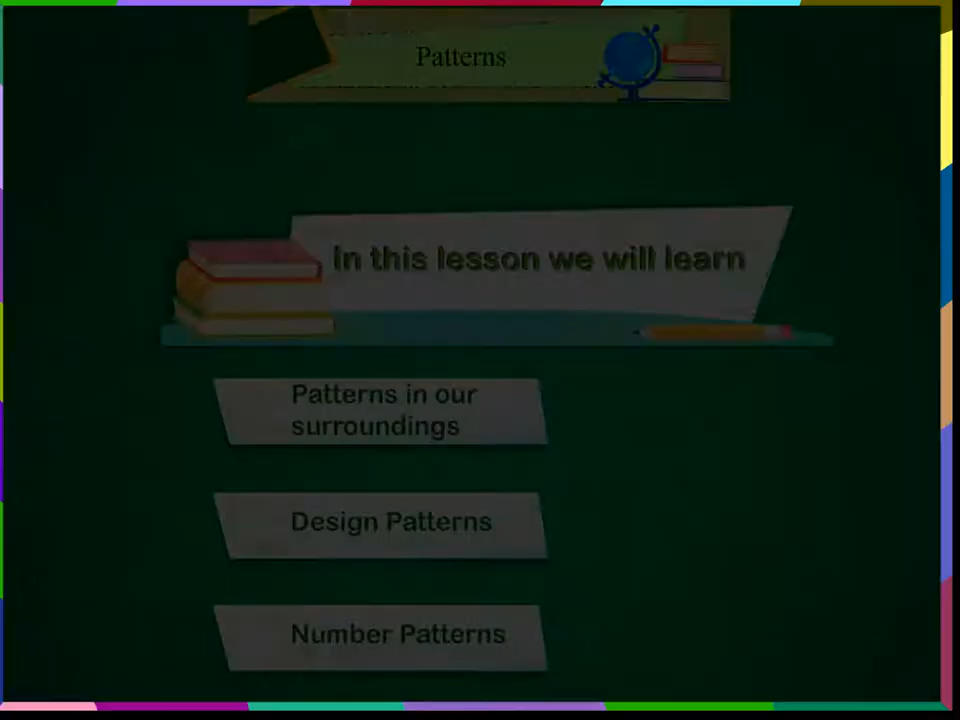 Patterns
In this lesson we will learn
Patterns in our
surroundings
Design Patterns
Number Patterns